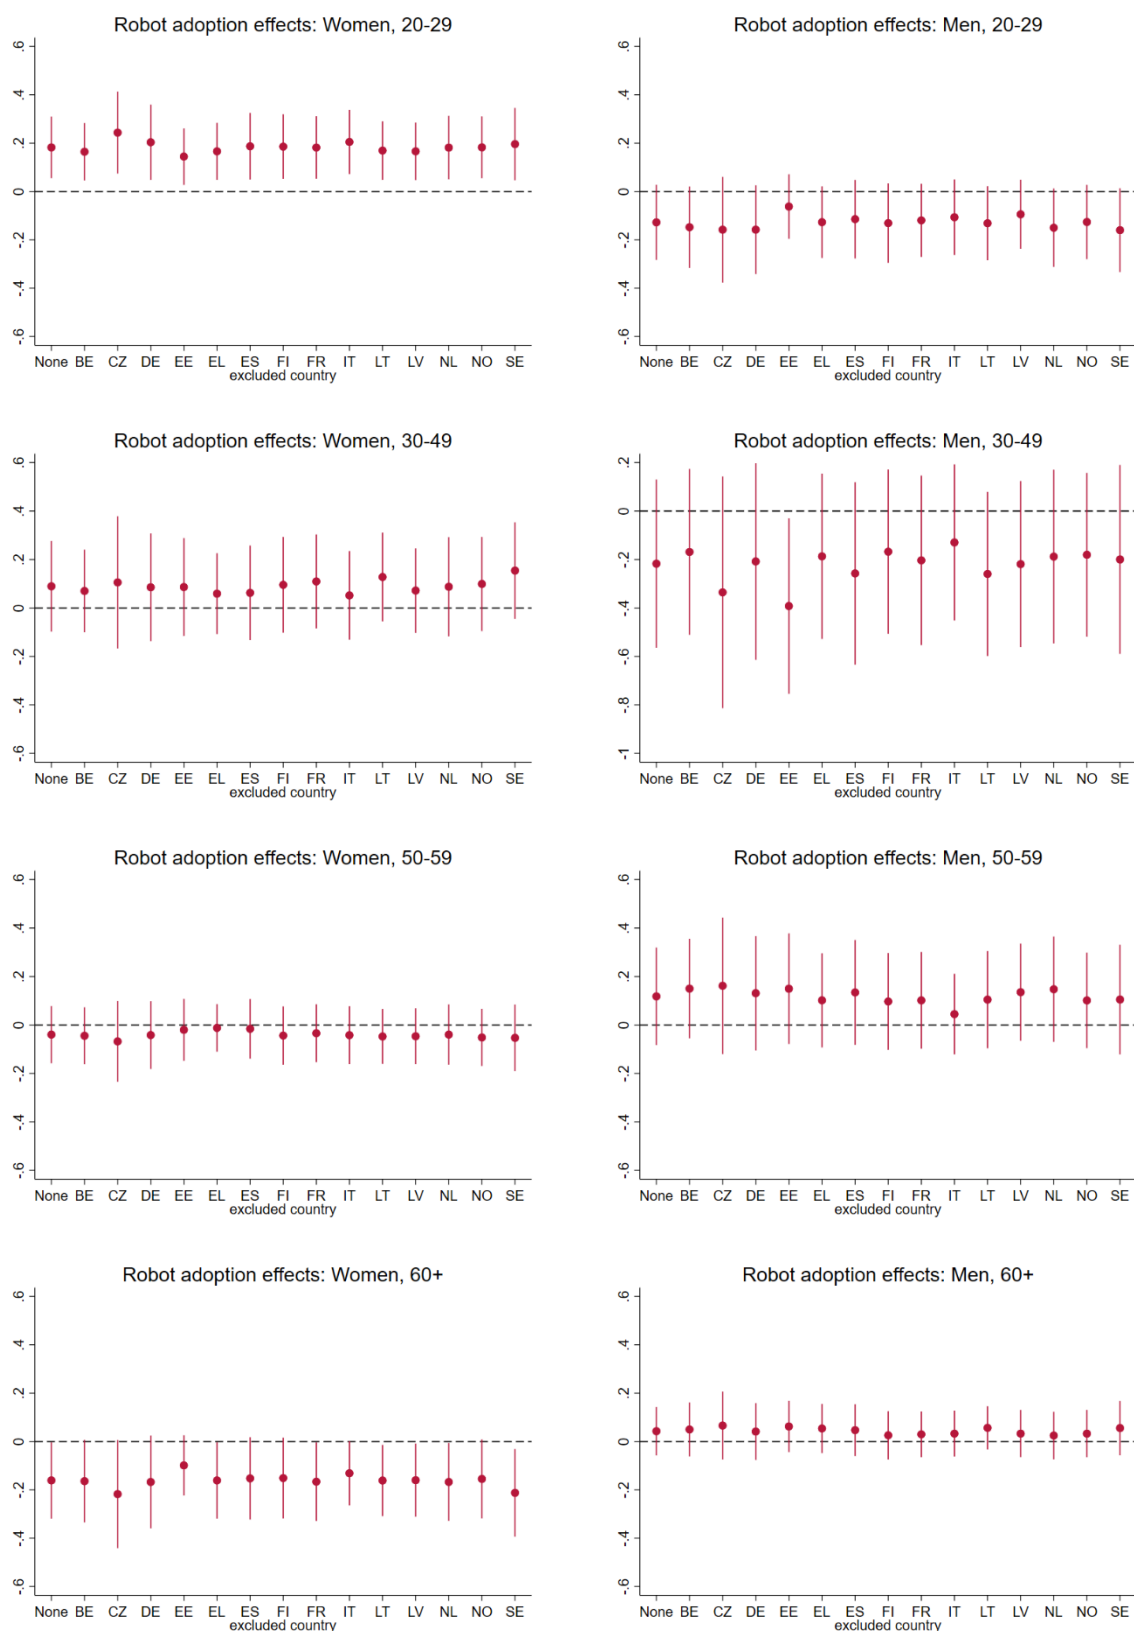 Robot adoption effects: Women, 20-29
.6
.4
.2
0
-.2
-.4
-.6
None BE CZ DE EE EL ES FI FR IT LT LV NL NO SE
excluded country
Robot adoption effects: Men, 20-29
.6
.4
.2
0
-.2
-.4
-.6
None BE CZ DE EE EL ES FI FR IT LT LV NL NO SE
excluded country
Robot adoption effects: Women, 30-49
.6
.4
.2
0
-.2
-.4
-.6
None BE CZ DE EE EL ES FI FR IT LT LV NL NO SE
excluded country
Robot adoption effects: Men, 30-49
.2
0
-.2
-.4
-.6
-.8
-1
None BE CZ DE EE EL ES FI FR IT LT LV NL NO SE
excluded country
Robot adoption effects: Women, 50-59
.6
.4
.2
0
-.2
-.4
-.6
None BE CZ DE EE EL ES FI FR IT LT LV NL NO SE
excluded country
Robot adoption effects: Men, 50-59
.6
.4
.2
0
-.2
-.4
-.6
None BE CZ DE EE EL ES FI FR IT LT LV NL NO SE
excluded country
Robot adoption effects: Women, 60+
.6
.4
.2
0
-.2
-.4
-.6
None BE CZ DE EE EL ES FI FR IT LT LV NL NO SE
excluded country
Robot adoption effects: Men, 60+
.6
.4
.2
0
-.2
-.4
-.6
None BE CZ DE EE EL ES FI FR IT LT LV NL NO SE
excluded country